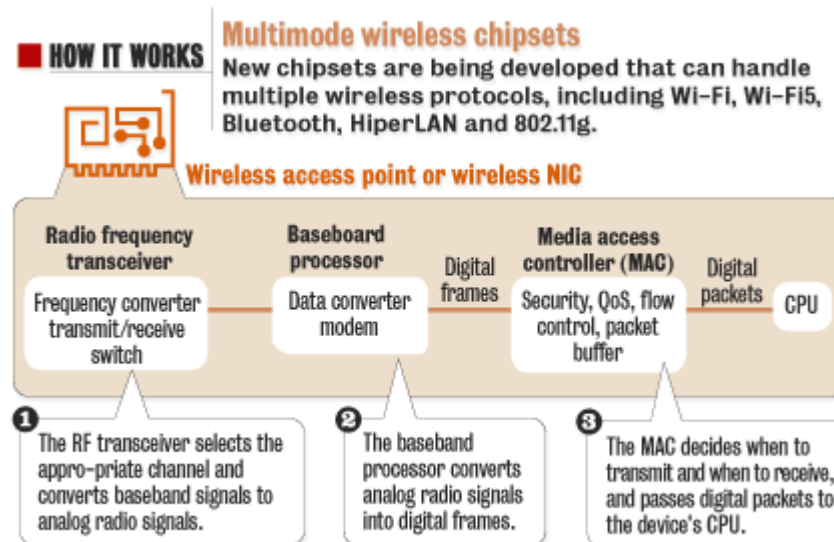 HOW IT WORKS
Multimode wireless chipsets
New chipsets are being developed that can handle
multiple wireless protocols, including Wi-Fi, Wi-Fi5,
Bluetooth, HiperLAN and 802.11g.
Wireless access point or wireless NIC
Radio frequency
transceiver
Frequency converter
transmit/receive
switch
Baseboard
processor
Data converter
modem
Digital
frames
Media access
controller (MAC)
Security, QoS, flow
control, packet
buffer
Digital
packets
CPU
1
The RF transceiver selects the
appro-priate channel and
converts baseband signals to
analog radio signals.
2
The baseband
processor converts
analog radio signals
into digital frames.
3
The MAC decides when to
transmit and when to receive,
and passes digital packets to
the device's CPU.